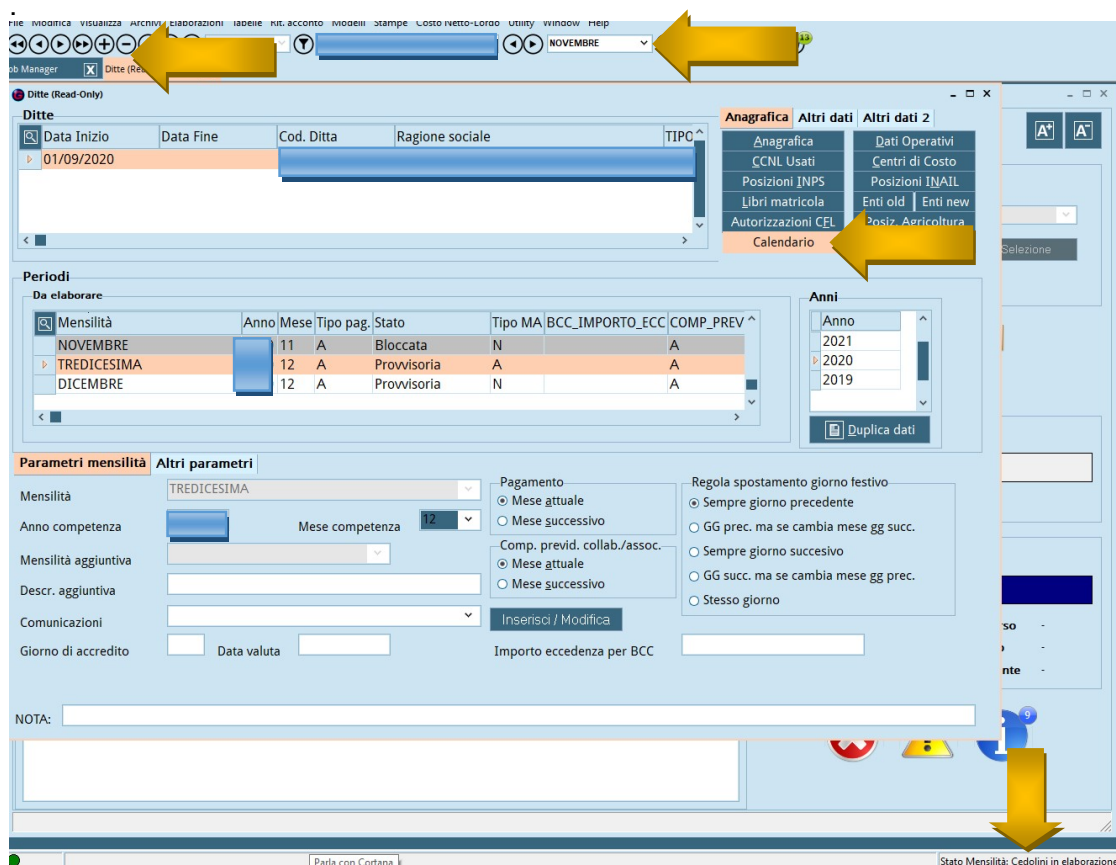 File Modifica Visualizza Archivi Elaborazioni Tabelle Rit. acconto Modelli Stampe Costo Netto-Lordo Utility Window Help
NOVEMBRE
13
Manager X Ditte
Ditte (Read-Only)
Ditte
Data Inizio Data Fine Cod. Ditta Ragione sociale TIPO
01/09/2020
Anagrafica Altri dati Altri dati 2
Anagrafica Dati Operativi
CCNL Usati Centri di Costo
Posizioni INPS Posizioni INAIL
Libri matricola Enti old Enti new
Autorizzazioni CFL Posiz. Agricoltura
Calendario
A+ A-
Selezione
Periodi
Da elaborare
Mensilità Anno Mese Tipo pag. Stato Tipo MA BCC_IMPORTO_ECC COMP_PREV
NOVEMBRE 11 A Bloccata N A
TREDICESIMA 12 A Provvisoria A A
DICEMBRE 12 A Provvisoria N A
Anni
Anno
2021
2020
2019
Duplica dati
Parametri mensilità Altri parametri
Mensilità TREDICESIMA
Anno competenza Mese competenza 12
Mensilità aggiuntiva
Descr. aggiuntiva
Comunicazioni
Giorno di accredito Data valuta
Pagamento
Mese attuale
Mese successivo
Comp. previd. collab./assoc.
Mese attuale
Mese successivo
Inserisci / Modifica
Importo eccedenza per BCC
Regola spostamento giorno festivo
Sempre giorno precedente
GG prec. ma se cambia mese gg succ.
Sempre giorno succesivo
GG succ. ma se cambia mese gg prec.
Stesso giorno
NOTA:
9
Parla con Cortana
Stato Mensilità: Cedolini in elaborazione